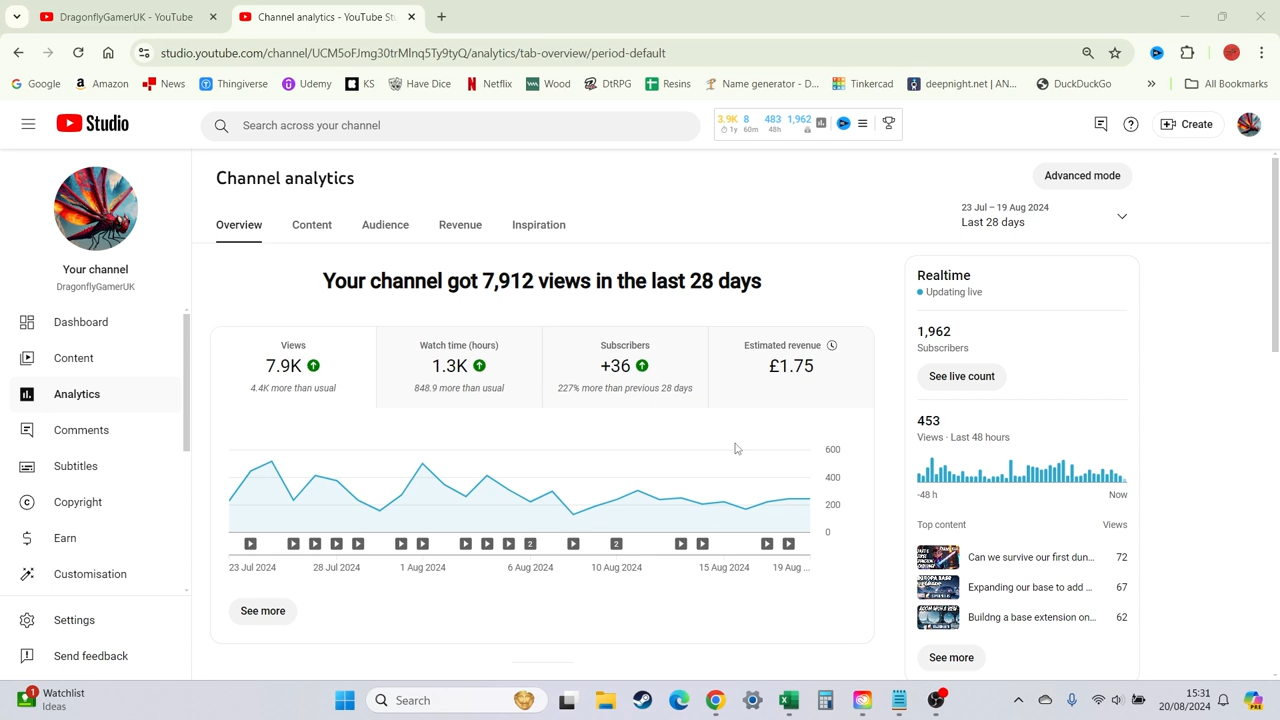 DragonflyGamerUK - YouTube
Channel analytics - YouTube St
studio.youtube.com/channel/UCM5oFJmg30trMlnq5Ty9tyQ/analytics/tab-overview/period-default
Google
Amazon
News
Thingiverse
Udemy
KS
Have Dice
Netflix
Wood
DtRPG
Resins
Name generator - D...
Tinkercad
deepnight.net | AN...
DuckDuckGo
All Bookmarks
Studio
Search across your channel
3.9K 8 483 1,962
1y 60m 48h
Create
Your channel
DragonflyGamerUK
Dashboard
Content
Analytics
Comments
Subtitles
Copyright
Earn
Customisation
Settings
Send feedback
Channel analytics
Advanced mode
23 Jul – 19 Aug 2024
Last 28 days
Overview
Content
Audience
Revenue
Inspiration
Your channel got 7,912 views in the last 28 days
Views
7.9K
4.4K more than usual
Watch time (hours)
1.3K
848.9 more than usual
Subscribers
+36
227% more than previous 28 days
Estimated revenue
£1.75
600
400
200
0
2
2
23 Jul 2024
28 Jul 2024
1 Aug 2024
6 Aug 2024
10 Aug 2024
15 Aug 2024
19 Aug ...
See more
Realtime
Updating live
1,962
Subscribers
See live count
453
Views · Last 48 hours
-48 h
Now
Top content
Views
Can we survive our first dun...
72
Expanding our base to add ...
67
Buildng a base extension on...
62
See more
1
Watchlist
Ideas
Search
15:31
20/08/2024
PRE